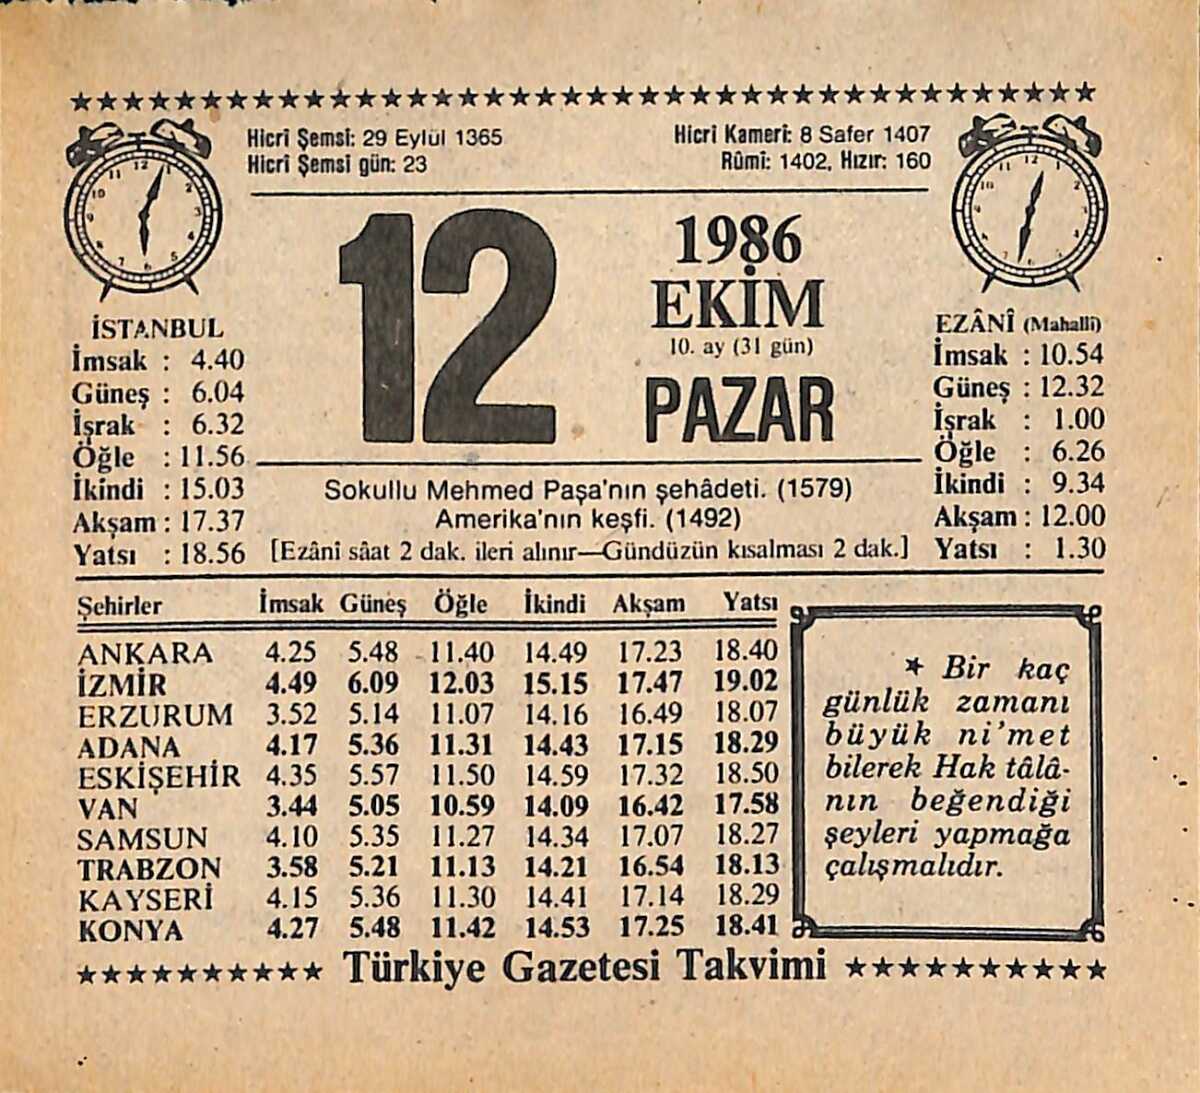 Hicrî Şemsî: 29 Eylül 1365
Hicrî Şemsî gün: 23
Hicrî Kamerî: 8 Safer 1407
Rûmî: 1402, Hızır: 160
12
1986
EKİM
10. ay (31 gün)
PAZAR
İSTANBUL
İmsak : 4.40
Güneş : 6.04
İşrak : 6.32
Öğle : 11.56
İkindi : 15.03
Akşam : 17.37
Yatsı : 18.56
EZÂNÎ (Mahallî)
İmsak : 10.54
Güneş : 12.32
İşrak : 1.00
Öğle : 6.26
İkindi : 9.34
Akşam : 12.00
Yatsı : 1.30
Sokullu Mehmed Paşa'nın şehâdeti. (1579)
Amerika'nın keşfi. (1492)
[Ezânî sâat 2 dak. ileri alınır—Gündüzün kısalması 2 dak.]
Şehirler İmsak Güneş Öğle İkindi Akşam Yatsı
ANKARA 4.25 5.48 11.40 14.49 17.23 18.40
İZMİR 4.49 6.09 12.03 15.15 17.47 19.02
ERZURUM 3.52 5.14 11.07 14.16 16.49 18.07
ADANA 4.17 5.36 11.31 14.43 17.15 18.29
ESKİŞEHİR 4.35 5.57 11.50 14.59 17.32 18.50
VAN 3.44 5.05 10.59 14.09 16.42 17.58
SAMSUN 4.10 5.35 11.27 14.34 17.07 18.27
TRABZON 3.58 5.21 11.13 14.21 16.54 18.13
KAYSERİ 4.15 5.36 11.30 14.41 17.14 18.29
KONYA 4.27 5.48 11.42 14.53 17.25 18.41
★ Bir kaç
günlük zamanı
büyük ni'met
bilerek Hak tâlâ-
nın beğendiği
şeyleri yapmağa
çalışmalıdır.
Türkiye Gazetesi Takvimi